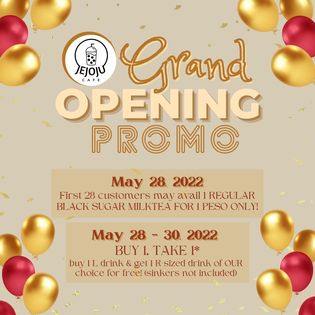 JEJOJU
CAFE
Grand
OPENING
PROMO
May 28, 2022
First 28 customers may avail 1 REGULAR
BLACK SUGAR MILKTEA FOR 1 PESO ONLY!
May 28 - 30, 2022
BUY 1, TAKE 1*
buy 1 L drink & get 1 R-sized drink of OUR
choice for free! (sinkers not included)